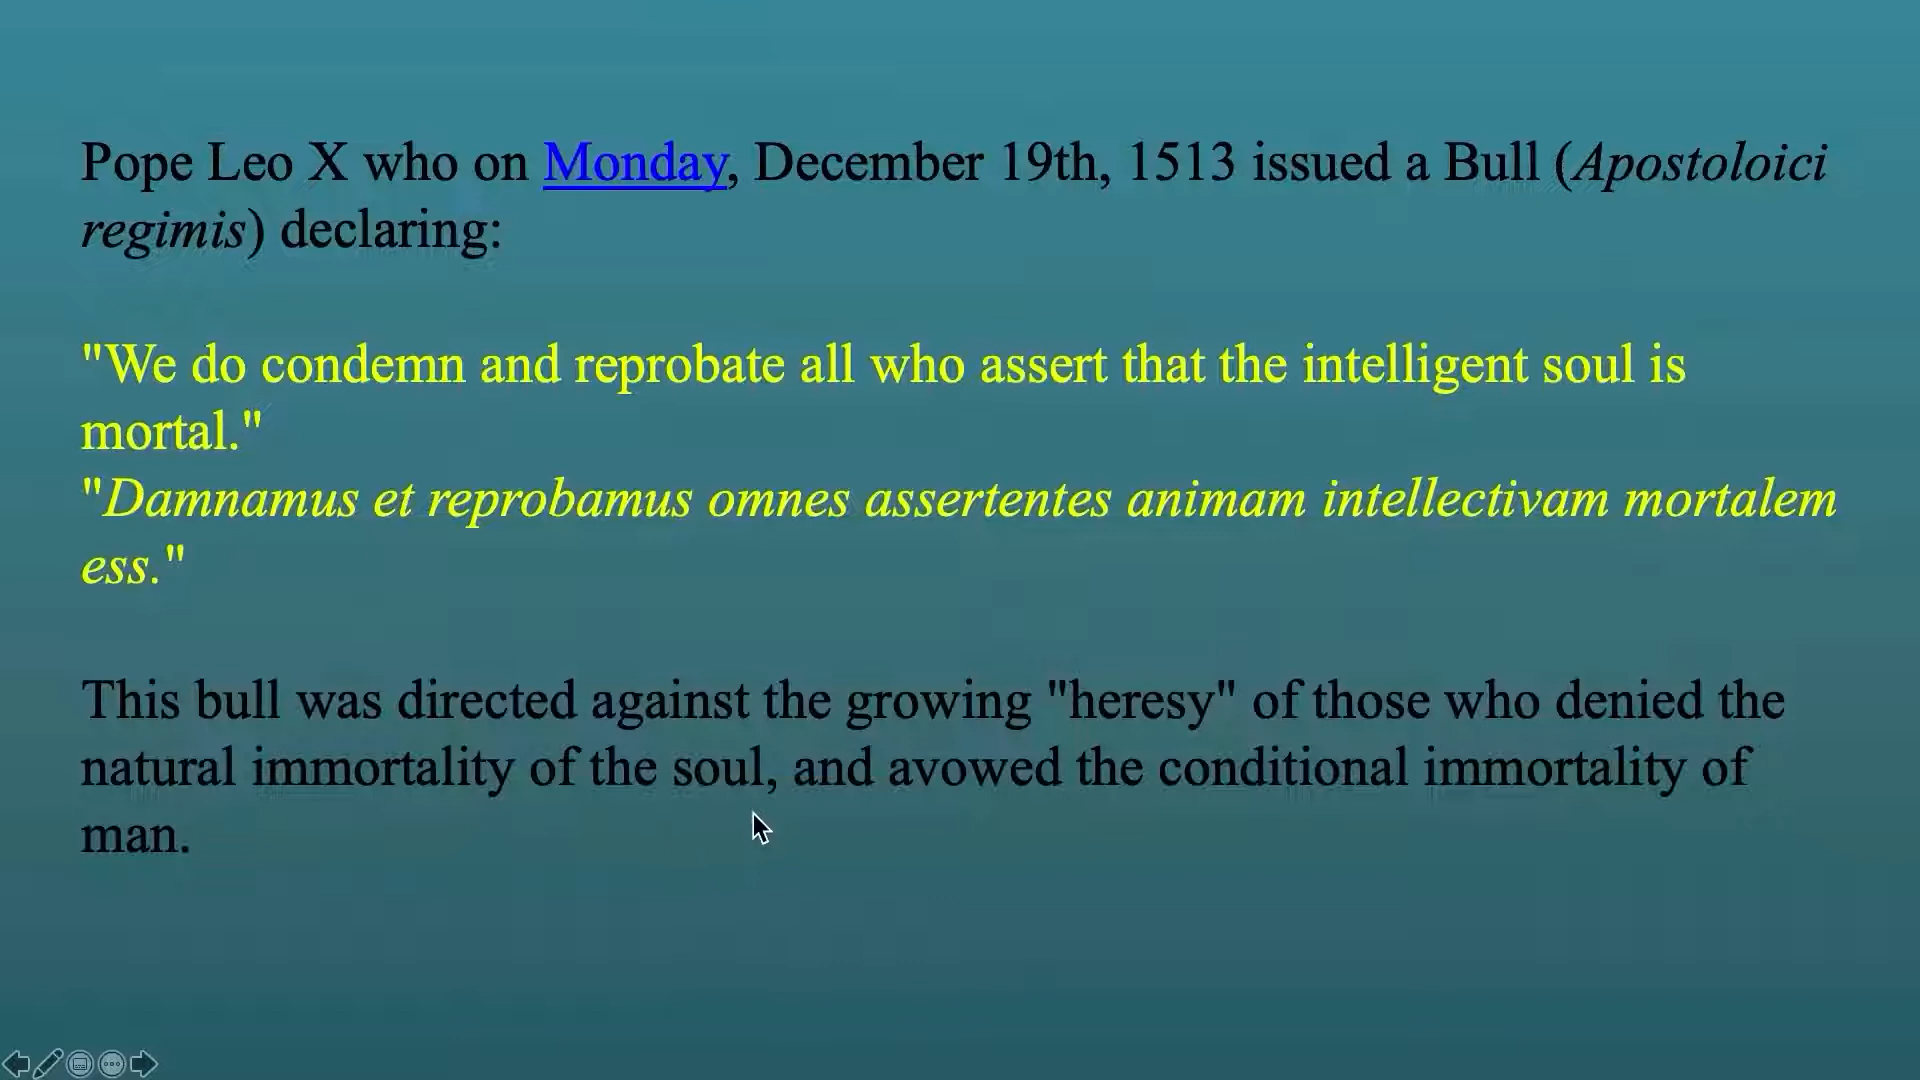 Pope Leo X who on Monday, December 19th, 1513 issued a Bull (Apostoloici
regimis) declaring:
"We do condemn and reprobate all who assert that the intelligent soul is
mortal."
"Damnamus et reprobamus omnes assertentes animam intellectivam mortalem
ess."
This bull was directed against the growing "heresy" of those who denied the
natural immortality of the soul, and avowed the conditional immortality of
man.